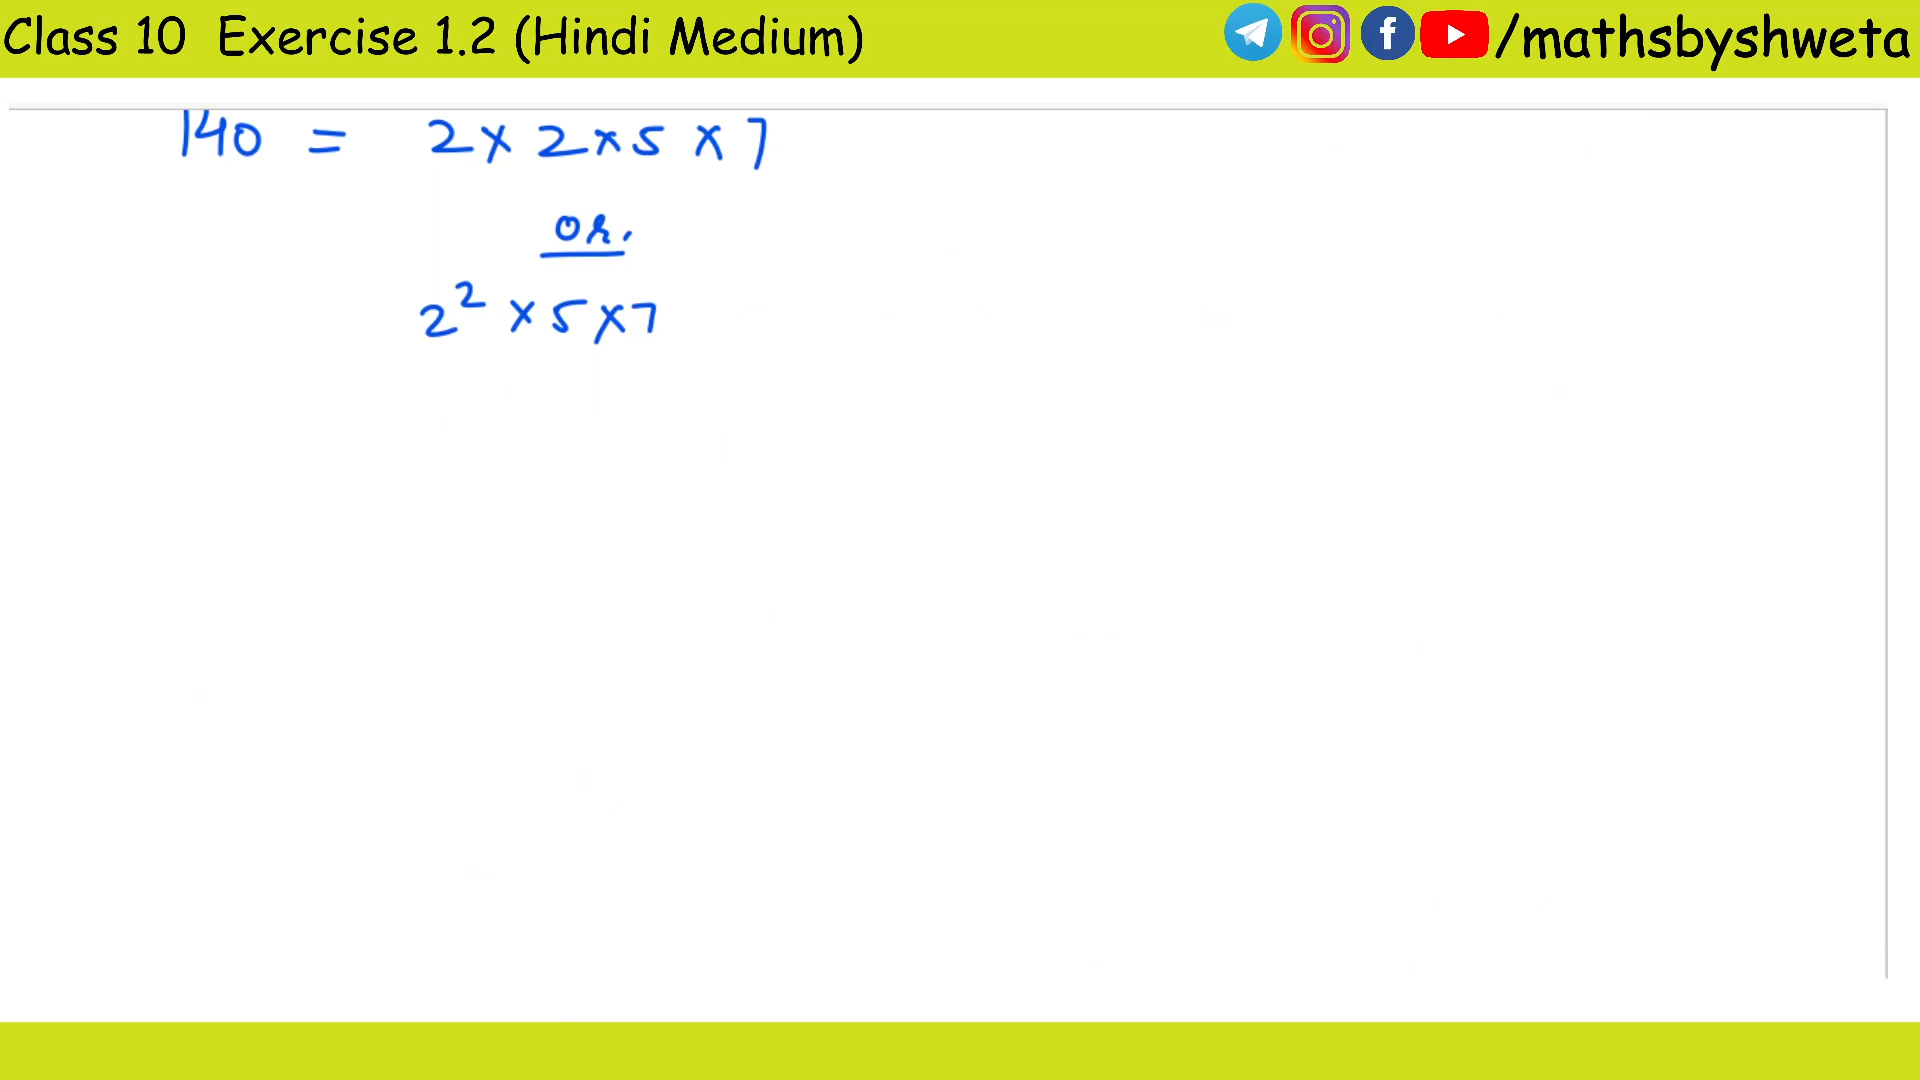 Class 10 Exercise 1.2 (Hindi Medium)
/mathsbyshweta
140 = 2 × 2 × 5 × 7
or.
2² × 5 × 7